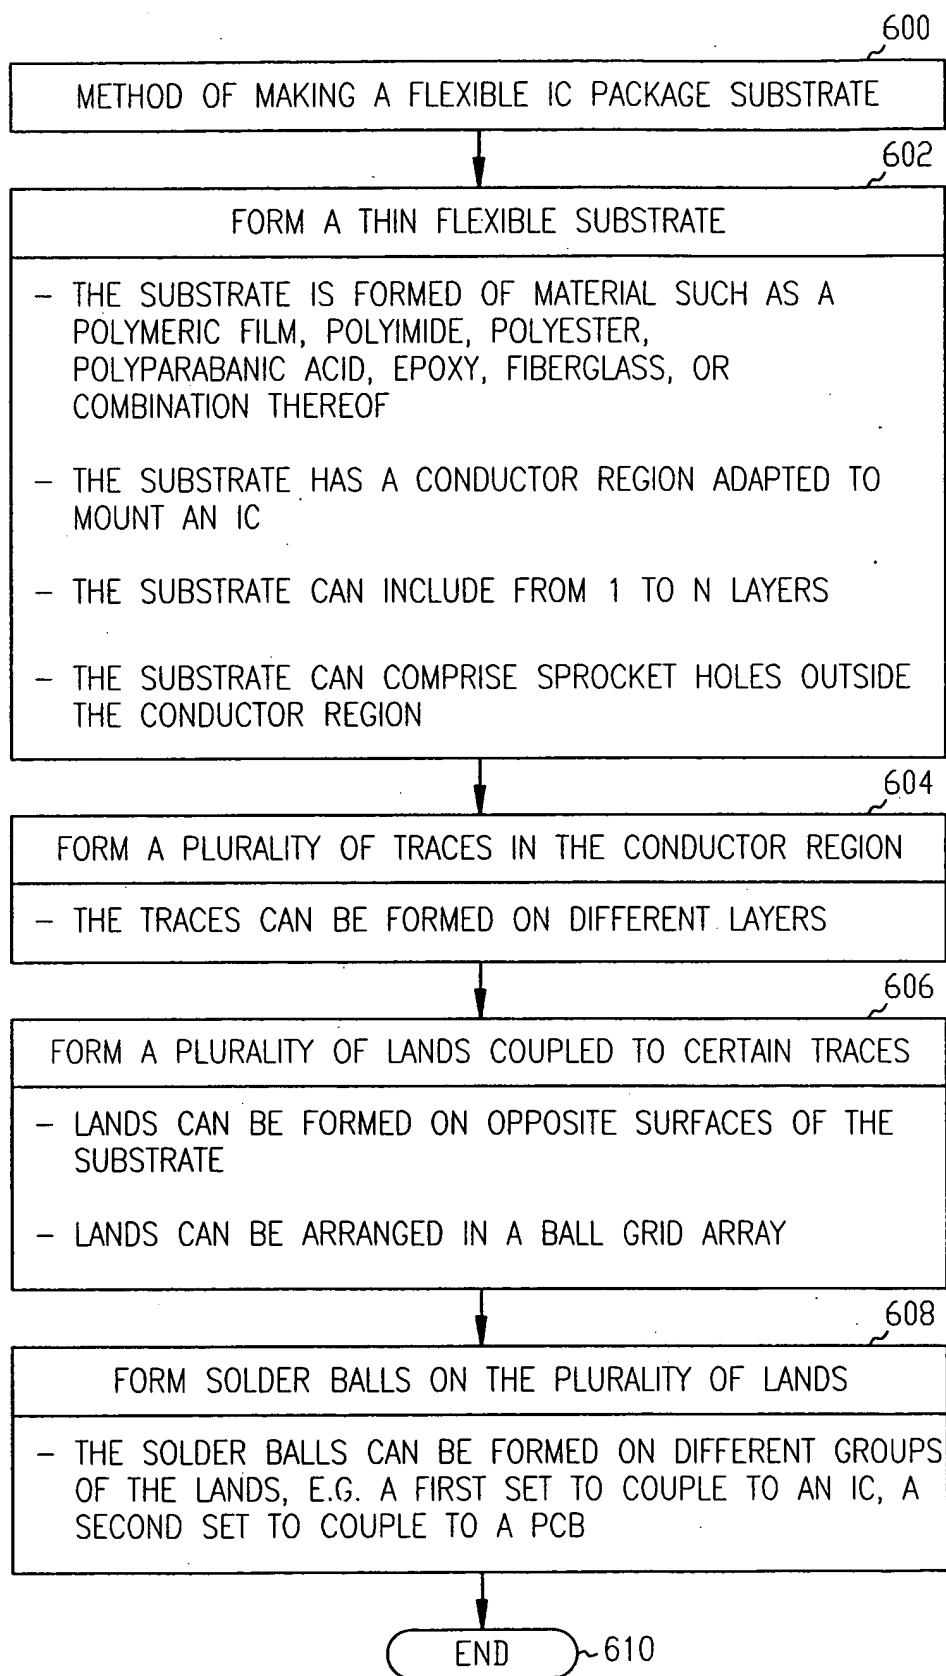 600
METHOD OF MAKING A FLEXIBLE IC PACKAGE SUBSTRATE
602
FORM A THIN FLEXIBLE SUBSTRATE
– THE SUBSTRATE IS FORMED OF MATERIAL SUCH AS A
POLYMERIC FILM, POLYIMIDE, POLYESTER,
POLYPARABANIC ACID, EPOXY, FIBERGLASS, OR
COMBINATION THEREOF
– THE SUBSTRATE HAS A CONDUCTOR REGION ADAPTED TO
MOUNT AN IC
– THE SUBSTRATE CAN INCLUDE FROM 1 TO N LAYERS
– THE SUBSTRATE CAN COMPRISE SPROCKET HOLES OUTSIDE
THE CONDUCTOR REGION
604
FORM A PLURALITY OF TRACES IN THE CONDUCTOR REGION
– THE TRACES CAN BE FORMED ON DIFFERENT LAYERS
606
FORM A PLURALITY OF LANDS COUPLED TO CERTAIN TRACES
– LANDS CAN BE FORMED ON OPPOSITE SURFACES OF THE
SUBSTRATE
– LANDS CAN BE ARRANGED IN A BALL GRID ARRAY
608
FORM SOLDER BALLS ON THE PLURALITY OF LANDS
– THE SOLDER BALLS CAN BE FORMED ON DIFFERENT GROUPS
OF THE LANDS, E.G. A FIRST SET TO COUPLE TO AN IC, A
SECOND SET TO COUPLE TO A PCB
END
610